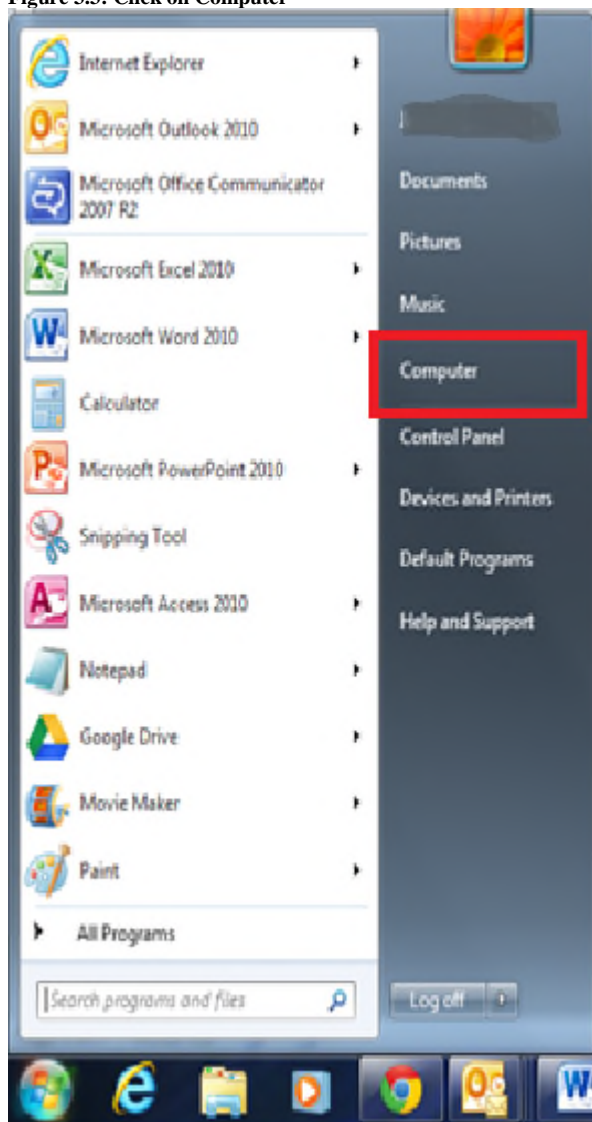 Figure 3.3: Click on Computer
Internet Explorer
Microsoft Outlook 2010
Microsoft Office Communicator
2007 R2
Microsoft Excel 2010
Microsoft Word 2010
Calculator
Microsoft PowerPoint 2010
Snipping Tool
Microsoft Access 2010
Notepad
Google Drive
Movie Maker
Paint
All Programs
Search programs and files
Documents
Pictures
Music
Computer
Control Panel
Devices and Printers
Default Programs
Help and Support
Log off